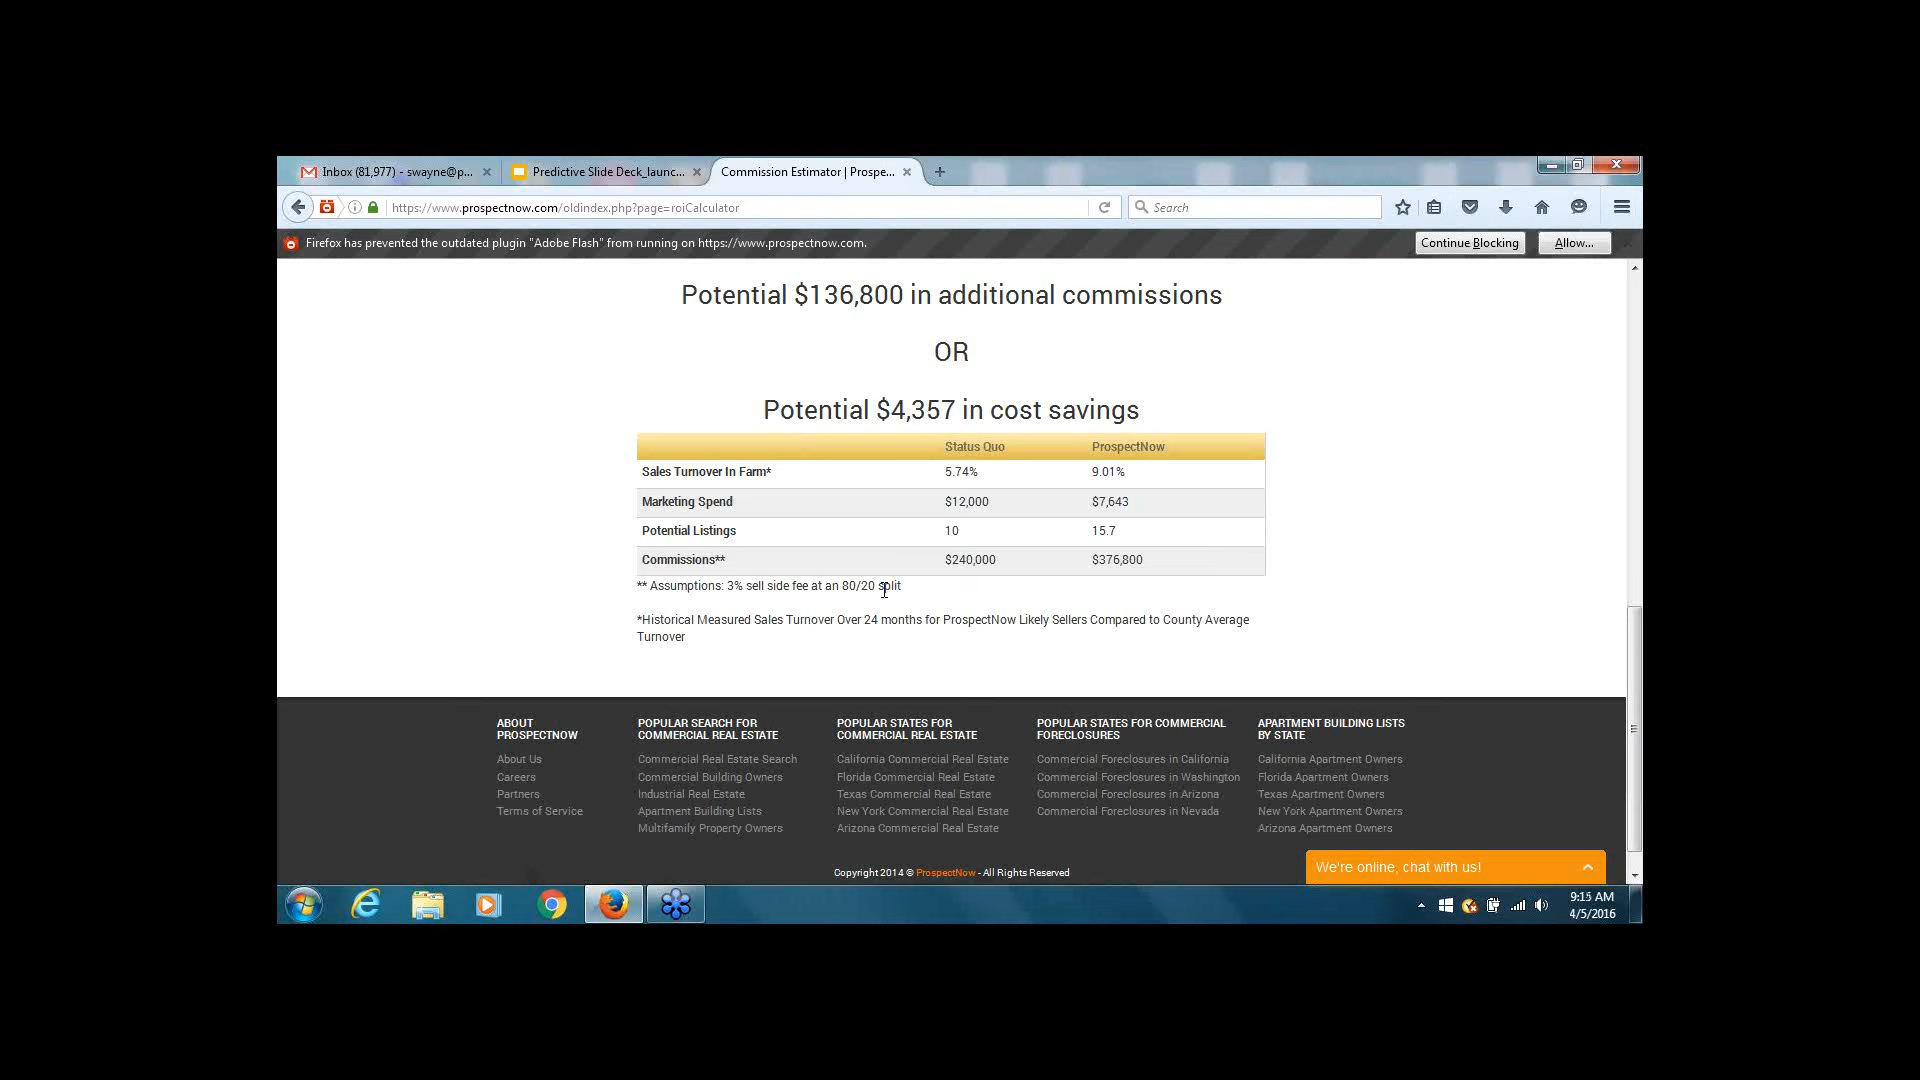 Inbox (81,977) - swayne@p...
Predictive Slide Deck_launc...
Commission Estimator | Prospe...
https://www.prospectnow.com/oldindex.php?page=roiCalculator
Search
Firefox has prevented the outdated plugin "Adobe Flash" from running on https://www.prospectnow.com.
Continue Blocking
Allow...
Potential $136,800 in additional commissions
OR
Potential $4,357 in cost savings
Status Quo ProspectNow
Sales Turnover In Farm* 5.74% 9.01%
Marketing Spend $12,000 $7,643
Potential Listings 10 15.7
Commissions** $240,000 $376,800
** Assumptions: 3% sell side fee at an 80/20 split
*Historical Measured Sales Turnover Over 24 months for ProspectNow Likely Sellers Compared to County Average
Turnover
ABOUT
PROSPECTNOW
About Us
Careers
Partners
Terms of Service
POPULAR SEARCH FOR
COMMERCIAL REAL ESTATE
Commercial Real Estate Search
Commercial Building Owners
Industrial Real Estate
Apartment Building Lists
Multifamily Property Owners
POPULAR STATES FOR
COMMERCIAL REAL ESTATE
California Commercial Real Estate
Florida Commercial Real Estate
Texas Commercial Real Estate
New York Commercial Real Estate
Arizona Commercial Real Estate
POPULAR STATES FOR COMMERCIAL
FORECLOSURES
Commercial Foreclosures in California
Commercial Foreclosures in Washington
Commercial Foreclosures in Arizona
Commercial Foreclosures in Nevada
APARTMENT BUILDING LISTS
BY STATE
California Apartment Owners
Florida Apartment Owners
Texas Apartment Owners
New York Apartment Owners
Arizona Apartment Owners
Copyright 2014 © ProspectNow - All Rights Reserved
We're online, chat with us!
9:15 AM
4/5/2016